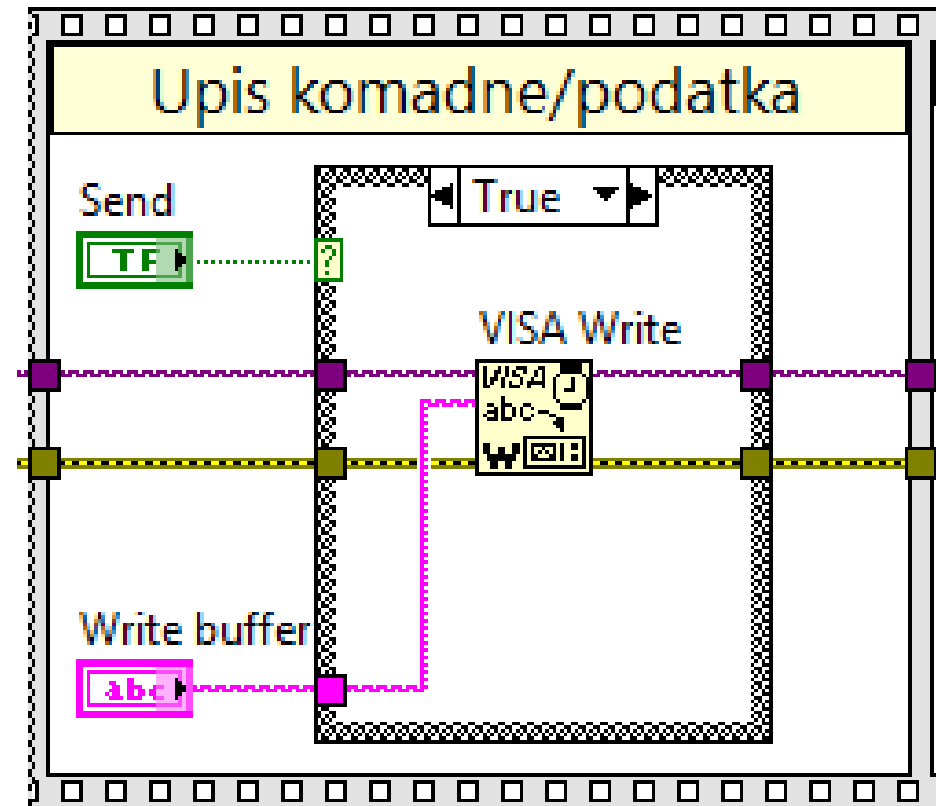 Upis komadne/podatka
Send
True
TF
?
VISA Write
VISA
abc
W
Write buffer
abc